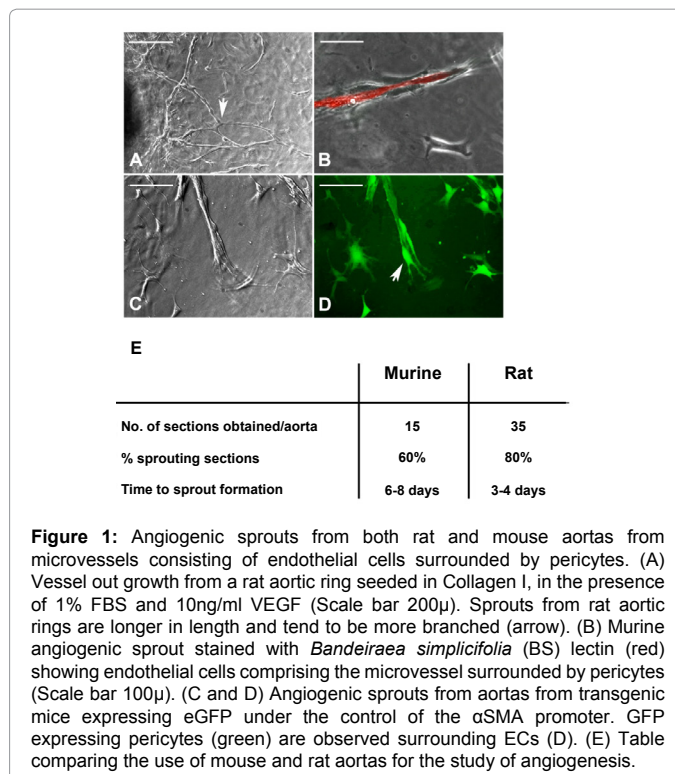 A
B
C
D
E
Murine Rat
No. of sections obtained/aorta 15 35
% sprouting sections 60% 80%
Time to sprout formation 6-8 days 3-4 days
Figure 1: Angiogenic sprouts from both rat and mouse aortas from
microvessels consisting of endothelial cells surrounded by pericytes. (A)
Vessel out growth from a rat aortic ring seeded in Collagen I, in the presence
of 1% FBS and 10ng/ml VEGF (Scale bar 200μ). Sprouts from rat aortic
rings are longer in length and tend to be more branched (arrow). (B) Murine
angiogenic sprout stained with Bandeiraea simplicifolia (BS) lectin (red)
showing endothelial cells comprising the microvessel surrounded by pericytes
(Scale bar 100μ). (C and D) Angiogenic sprouts from aortas from transgenic
mice expressing eGFP under the control of the αSMA promoter. GFP
expressing pericytes (green) are observed surrounding ECs (D). (E) Table
comparing the use of mouse and rat aortas for the study of angiogenesis.